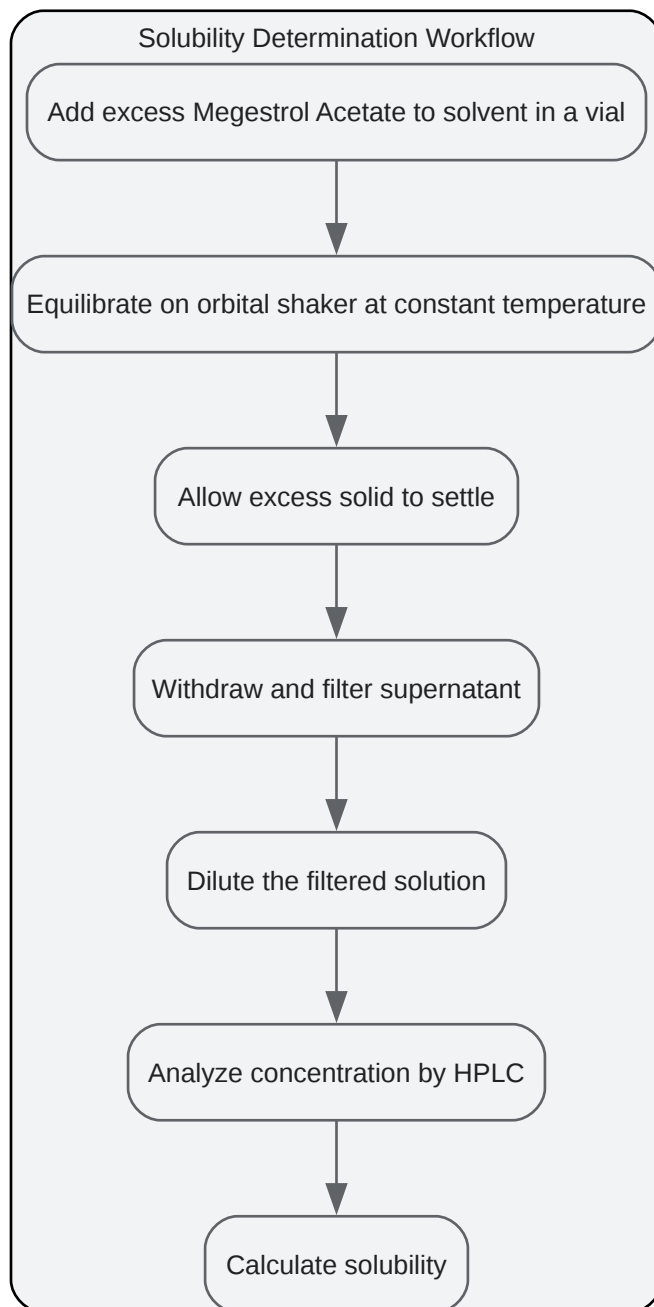 Solubility Determination Workflow
Add excess Megestrol Acetate to solvent in a vial
Equilibrate on orbital shaker at constant temperature
Allow excess solid to settle
Withdraw and filter supernatant
Dilute the filtered solution
Analyze concentration by HPLC
Calculate solubility